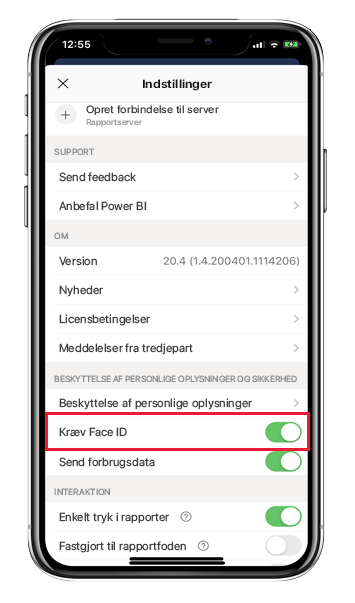 12:55
Indstillinger
Opret forbindelse til server
Rapportserver
SUPPORT
Send feedback
Anbefal Power BI
OM
Version 20.4 (1.4.200401.1114206)
Nyheder
Licensbetingelser
Meddelelser fra tredjepart
BESKYTTELSE AF PERSONLIGE OPLYSNINGER OG SIKKERHED
Beskyttelse af personlige oplysninger
Kræv Face ID
Send forbrugsdata
INTERAKTION
Enkelt tryk i rapporter ?
Fastgjort til rapportfoden ?